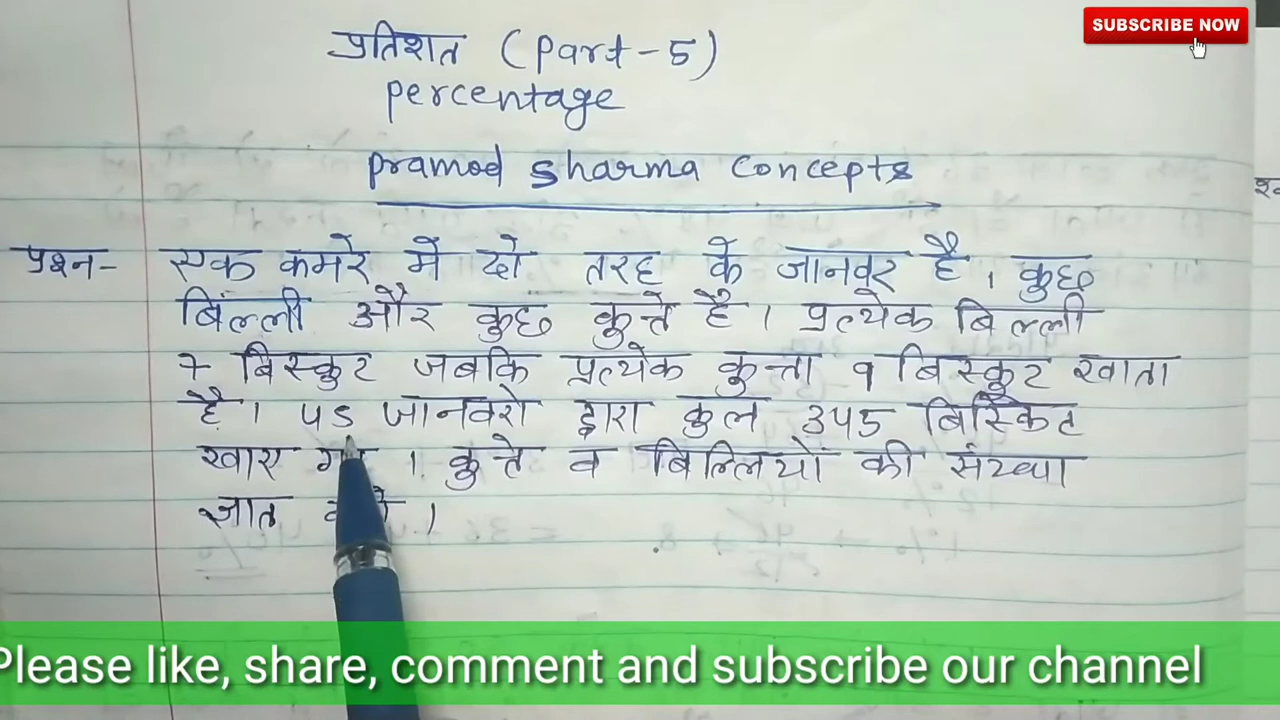 SUBSCRIBE NOW
प्रतिशत (Part-5)
percentage
pramod sharma concepts
प्रश्न- एक कमरे में दो तरह के जानवर है । कुछ
बिल्ली और कुछ कुत्ते है । प्रत्येक बिल्ली
7 बिस्कुट जबकि प्रत्येक कुत्ता 9 बिस्कूट खाता
है । 45 जानवरो द्वारा कुल 345 बिस्किट
खाए । कुत्ते व बिल्लियों की संख्या
ज्ञात ।
Please like, share, comment and subscribe our channel